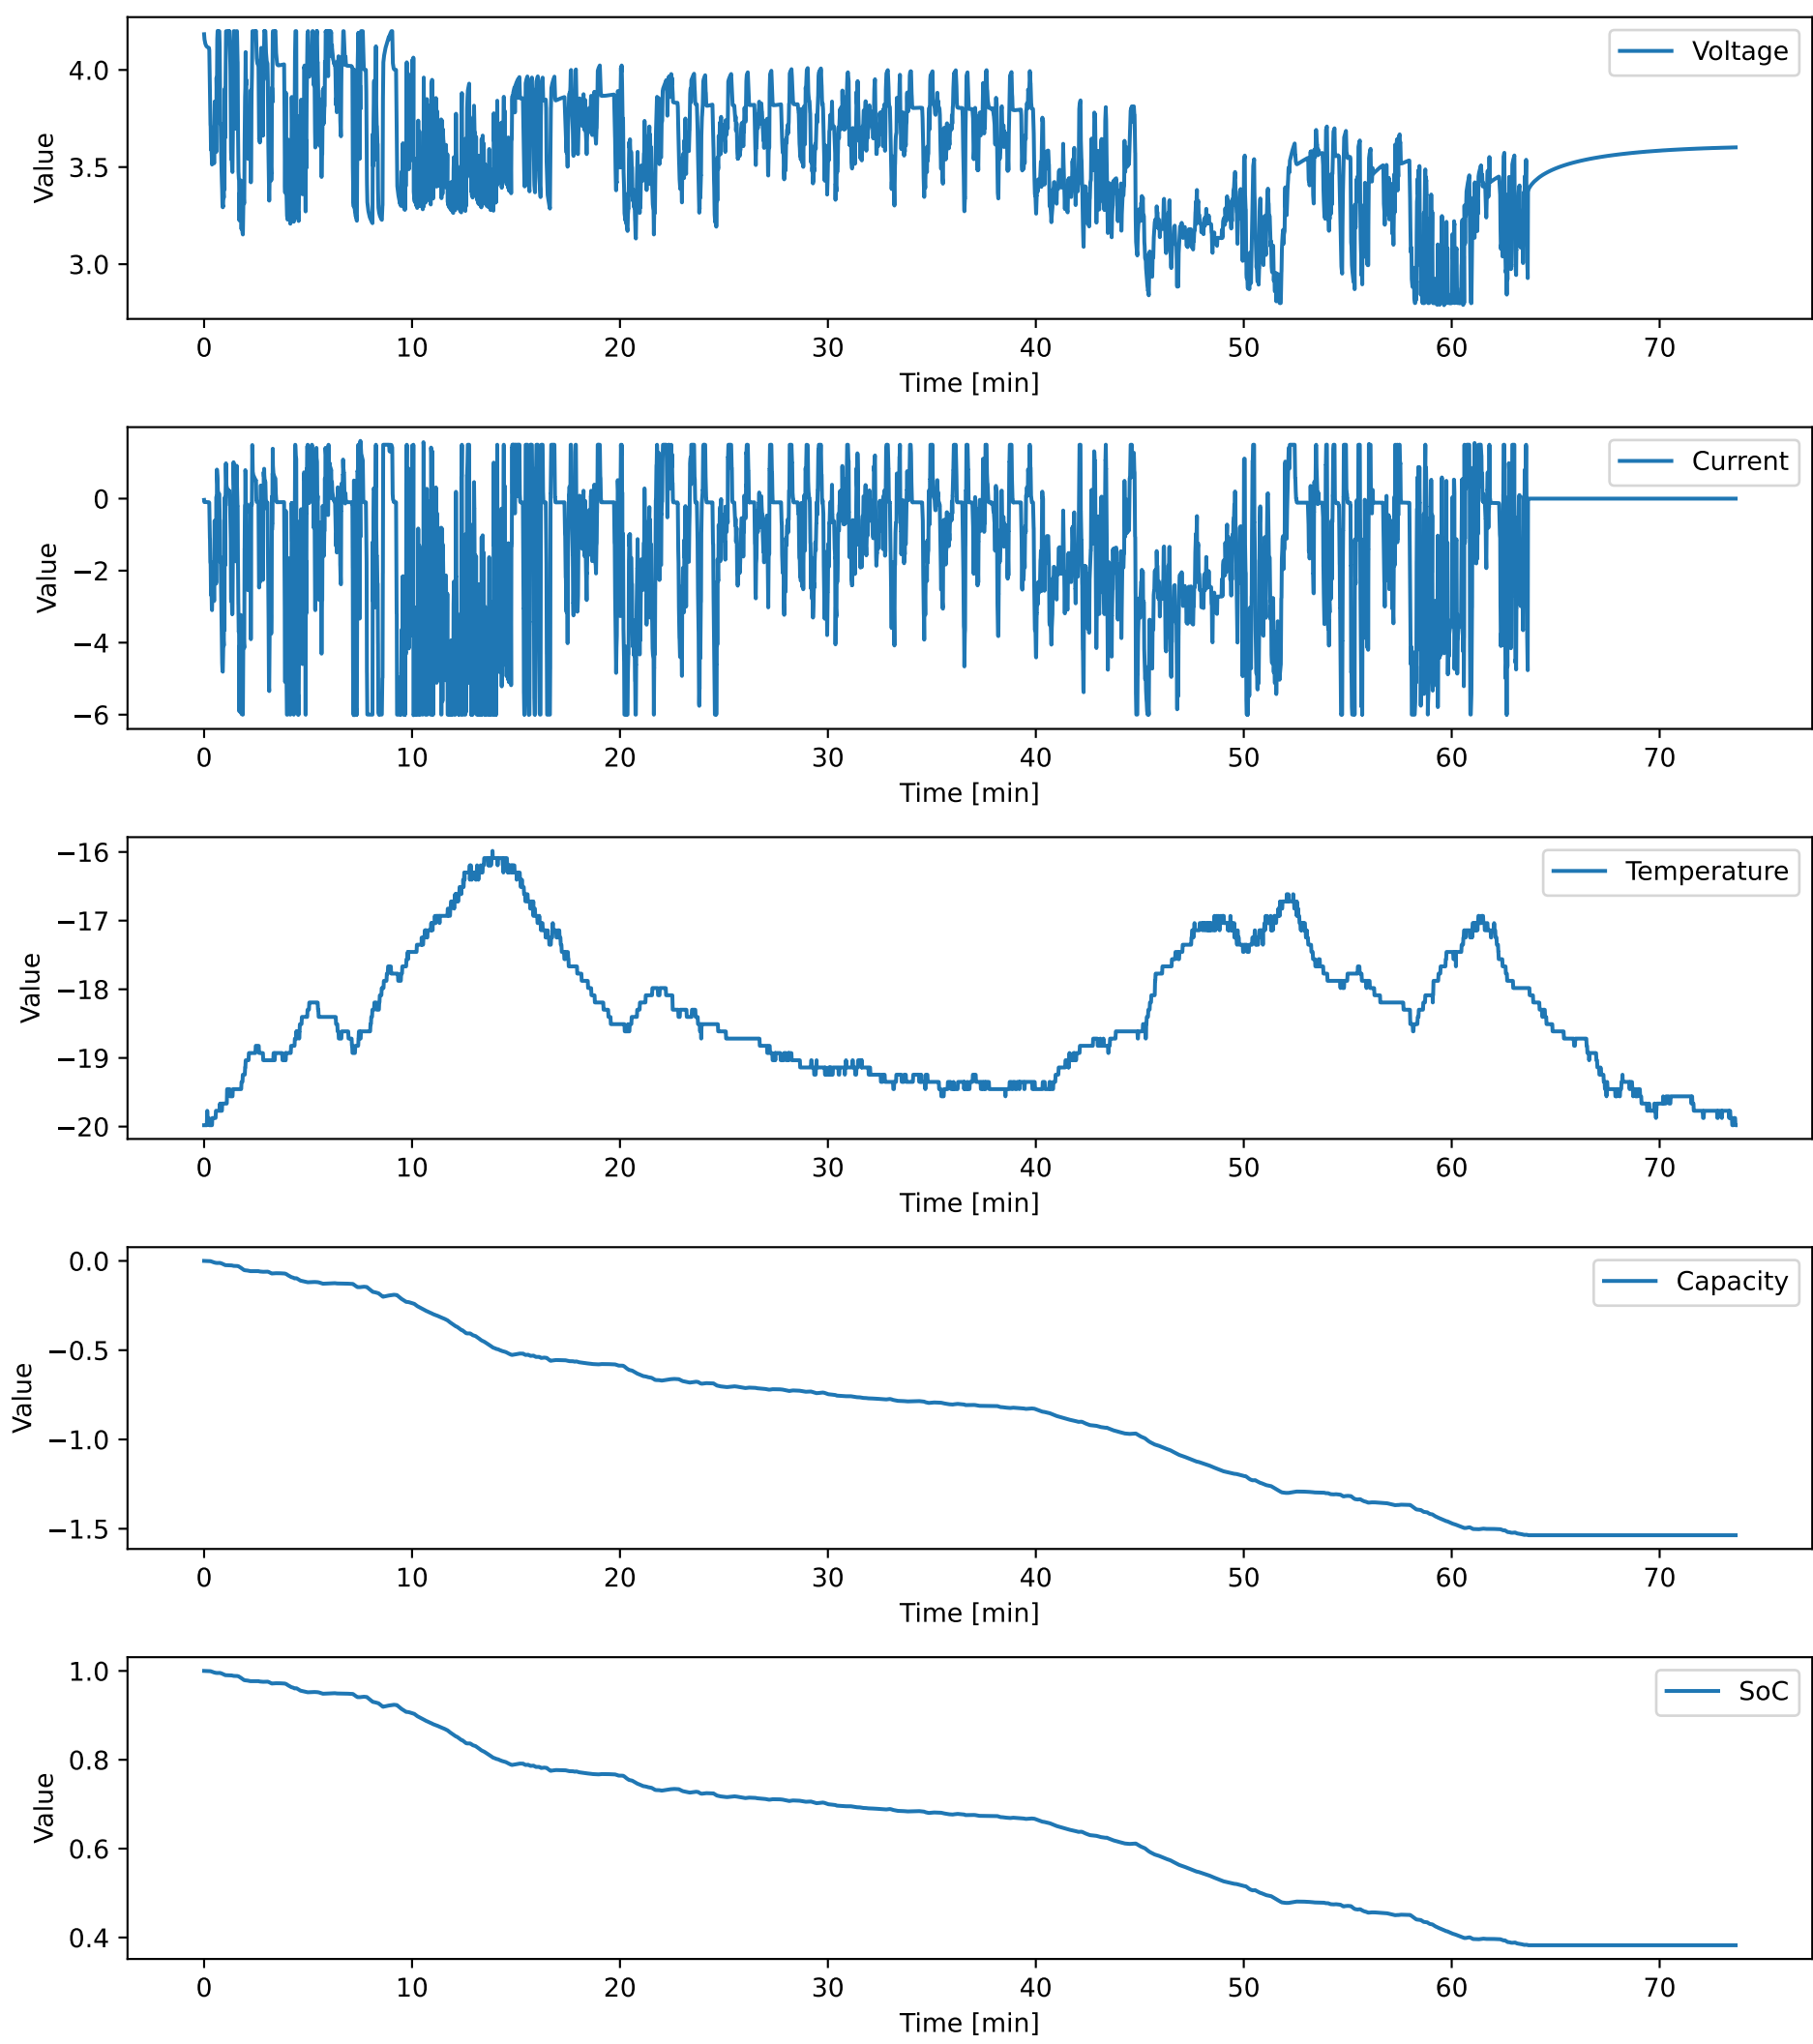 Voltage
4.0
3.5
3.0
Value
0 10 20 30 40 50 60 70
Time [min]
Current
0
−2
−4
−6
Value
0 10 20 30 40 50 60 70
Time [min]
Temperature
−16
−17
−18
−19
−20
Value
0 10 20 30 40 50 60 70
Time [min]
Capacity
0.0
−0.5
−1.0
−1.5
Value
0 10 20 30 40 50 60 70
Time [min]
SoC
1.0
0.8
0.6
0.4
Value
0 10 20 30 40 50 60 70
Time [min]